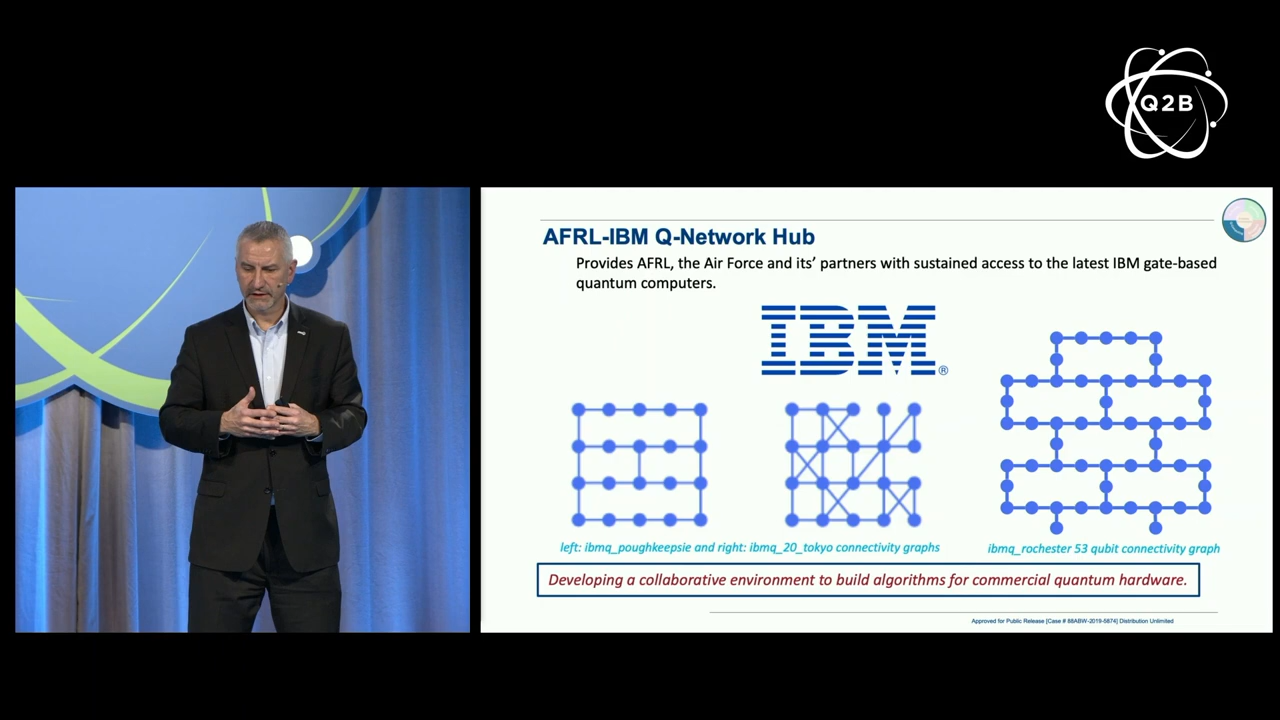 Q2B
AFRL-IBM Q-Network Hub
Provides AFRL, the Air Force and its’ partners with sustained access to the latest IBM gate-based
quantum computers.
IBM®
left: ibmq_poughkeepsie and right: ibmq_20_tokyo connectivity graphs
ibmq_rochester 53 qubit connectivity graph
Developing a collaborative environment to build algorithms for commercial quantum hardware.
Approved for Public Release [Case # 88ABW-2019-5874] Distribution Unlimited